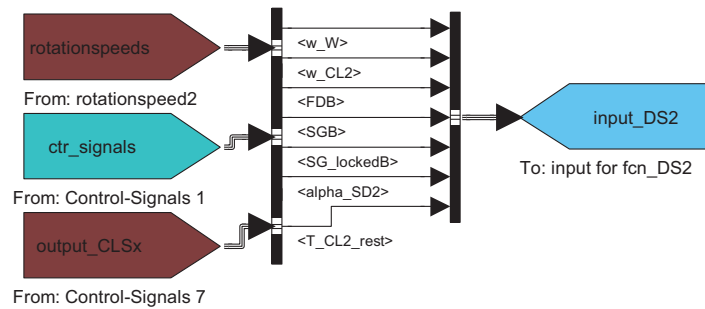 rotationspeeds
From: rotationspeed2
ctr_signals
From: Control-Signals 1
output_CLSx
From: Control-Signals 7
<w_W>
<w_CL2>
<FDB>
<SGB>
<SG_lockedB>
<alpha_SD2>
<T_CL2_rest>
input_DS2
To: input for fcn_DS2